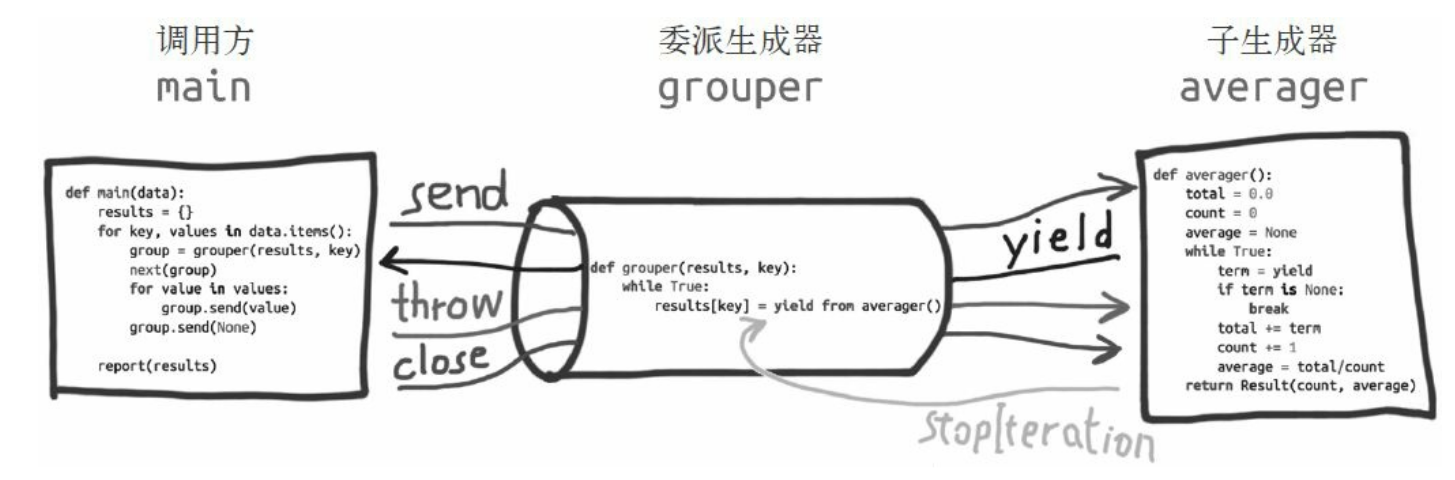 调用方
main
委派生成器
grouper
子生成器
averager
def main(data):
    results = {}
    for key, values in data.items():
        group = grouper(results, key)
        next(group)
        for value in values:
            group.send(value)
        group.send(None)
    report(results)
send
throw
close
def grouper(results, key):
    while True:
        results[key] = yield from averager()
yield
StopIteration
def averager():
    total = 0.0
    count = 0
    average = None
    while True:
        term = yield
        if term is None:
            break
        total += term
        count += 1
        average = total/count
    return Result(count, average)